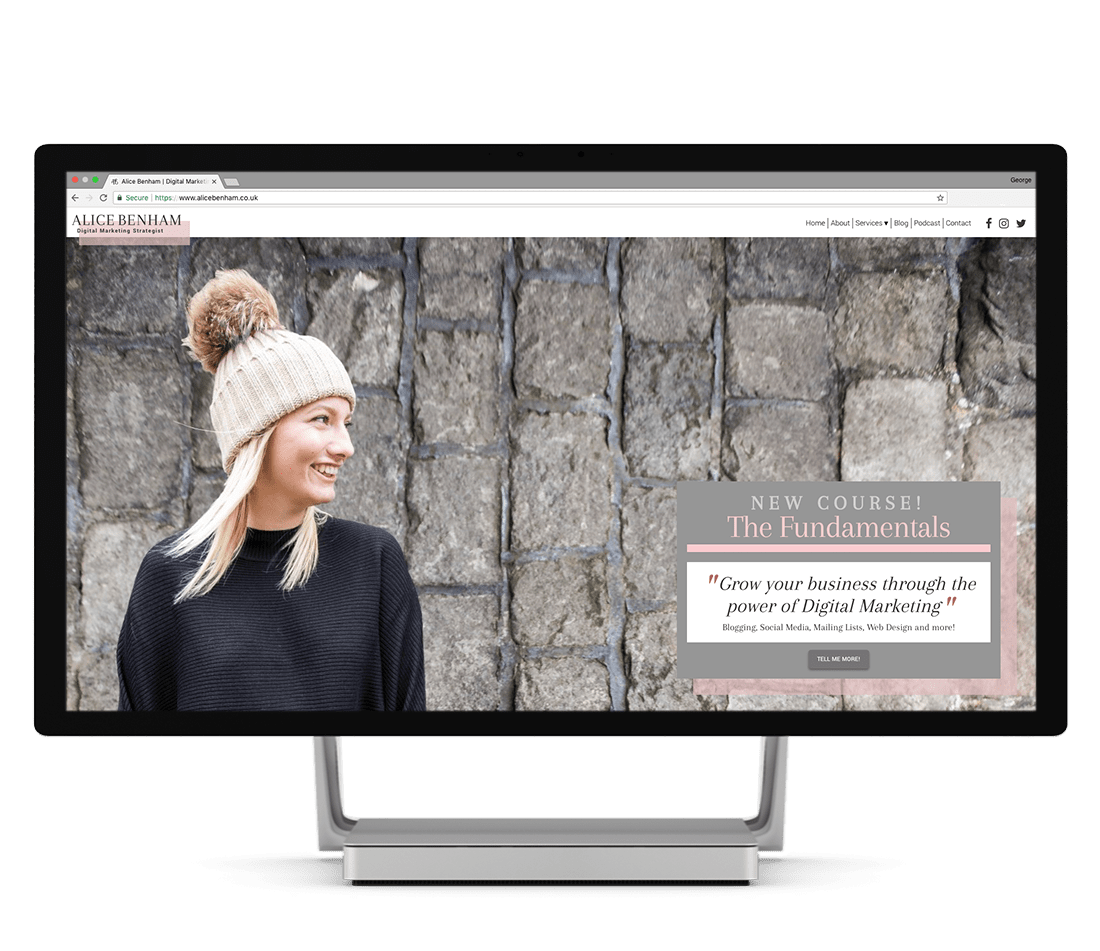 Alice Benham | Digital Market
George
Secure | https://www.alicebenham.co.uk
ALICE BENHAM
Digital Marketing Strategist
Home | About | Services ▾ | Blog | Podcast | Contact
NEW COURSE!
The Fundamentals
"Grow your business through the
power of Digital Marketing"
Blogging, Social Media, Mailing Lists, Web Design and more!
TELL ME MORE!